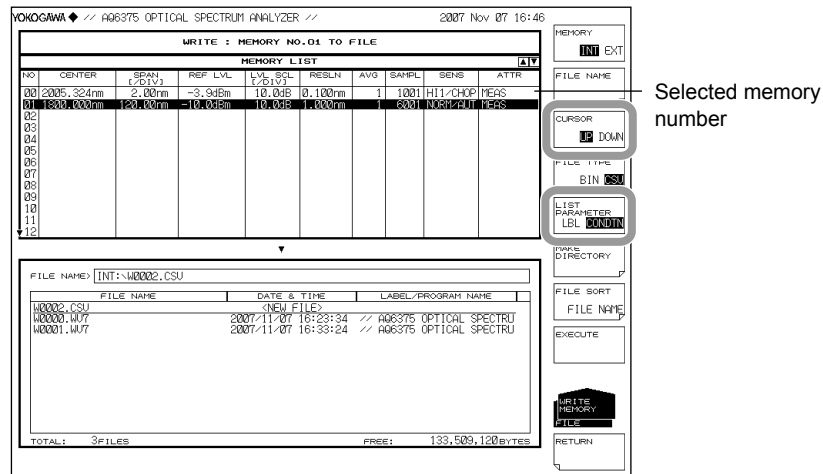 YOKOGAWA ◆ // AQ6375 OPTICAL SPECTRUM ANALYZER // 2007 Nov 07 16:46
WRITE : MEMORY NO.01 TO FILE
MEMORY LIST
NO CENTER SPAN [/DIV] REF LVL LVL SCL [/DIV] RESLN AVG SAMPL SENS ATTR
00 2005.324nm 2.00nm -3.9dBm 10.0dB 0.100nm 1 1001 HI1/CHOP MEAS
01 1800.000nm 120.00nm -10.0dBm 10.0dB 1.000nm 1 6001 NORM/AUT MEAS
02
03
04
05
06
07
08
09
10
11
12
FILE NAME> INT:\W0002.CSV
FILE NAME DATE & TIME LABEL/PROGRAM NAME
W0002.CSV <NEW FILE>
W0000.WV7 2007/11/07 16:23:34 // AQ6375 OPTICAL SPECTRU
W0001.WV7 2007/11/07 16:33:24 // AQ6375 OPTICAL SPECTRU
TOTAL: 3FILES FREE: 133,509,120BYTES
MEMORY
INT EXT
FILE NAME
CURSOR
UP DOWN
FILE TYPE
BIN CSV
LIST
PARAMETER
LBL CONDTN
MAKE
DIRECTORY
FILE SORT
FILE NAME
EXECUTE
WRITE
MEMORY
FILE
RETURN
Selected memory
number